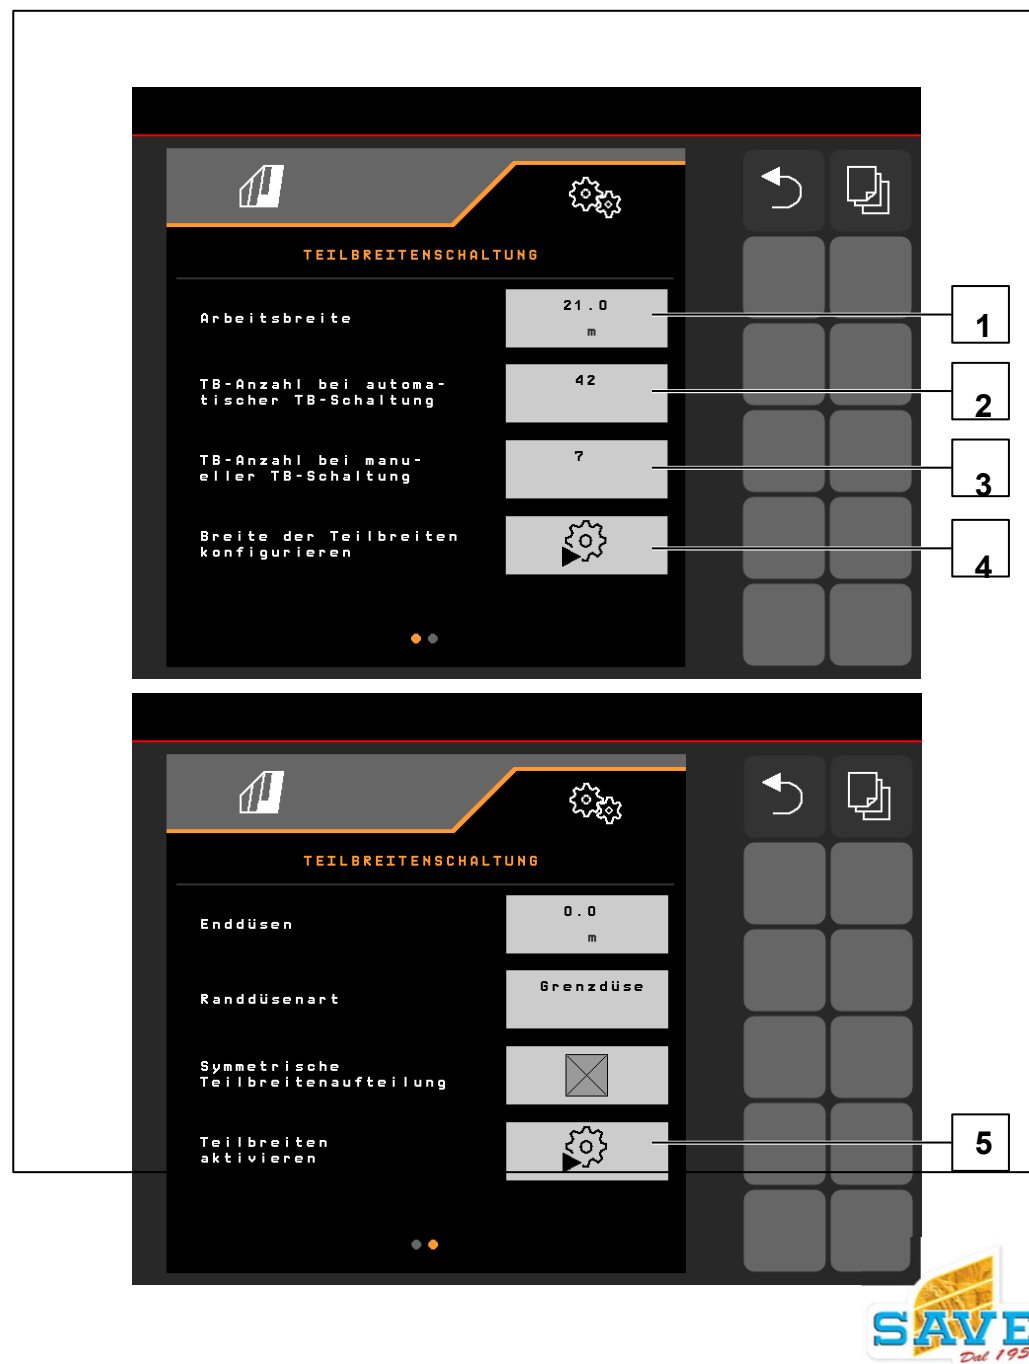 TEILBREITENSCHALTUNG
Arbeitsbreite
21.0
m
1
TB-Anzahl bei automa-
tischer TB-Schaltung
42
2
TB-Anzahl bei manu-
eller TB-Schaltung
7
3
Breite der Teilbreiten
konfigurieren
4
TEILBREITENSCHALTUNG
Enddüsen
0.0
m
Randdüsenart
Grenzdüse
Symmetrische
Teilbreitenaufteilung
Teilbreiten
aktivieren
5
SAVE
Dal 195